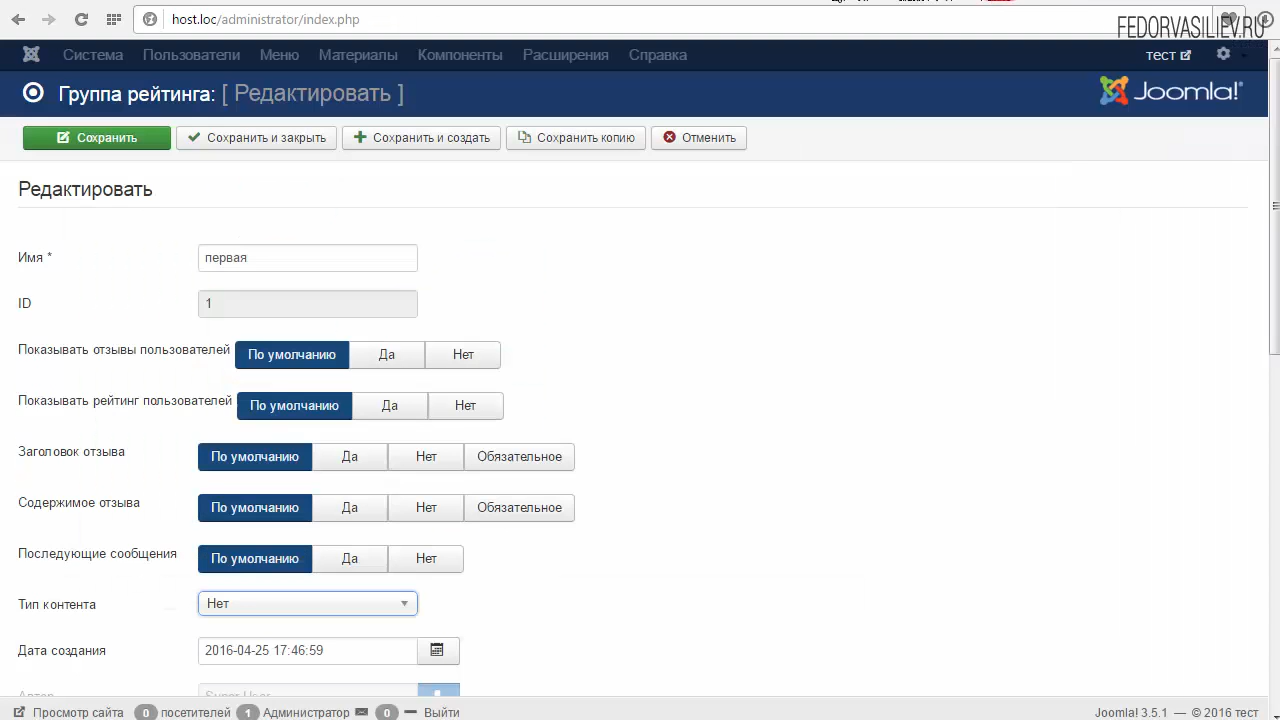 host.loc/administrator/index.php
FEDORVASILIEV.RU
Система Пользователи Меню Материалы Компоненты Расширения Справка тест
Группа рейтинга: [ Редактировать ] Joomla!
Сохранить Сохранить и закрыть Сохранить и создать Сохранить копию Отменить
Редактировать
Имя * первая
ID 1
Показывать отзывы пользователей По умолчанию Да Нет
Показывать рейтинг пользователей По умолчанию Да Нет
Заголовок отзыва По умолчанию Да Нет Обязательное
Содержимое отзыва По умолчанию Да Нет Обязательное
Последующие сообщения По умолчанию Да Нет
Тип контента Нет
Дата создания 2016-04-25 17:46:59
Автор Super User
Просмотр сайта 0 посетителей 1 Администратор 0 Выйти Joomla! 3.5.1 — © 2016 тест